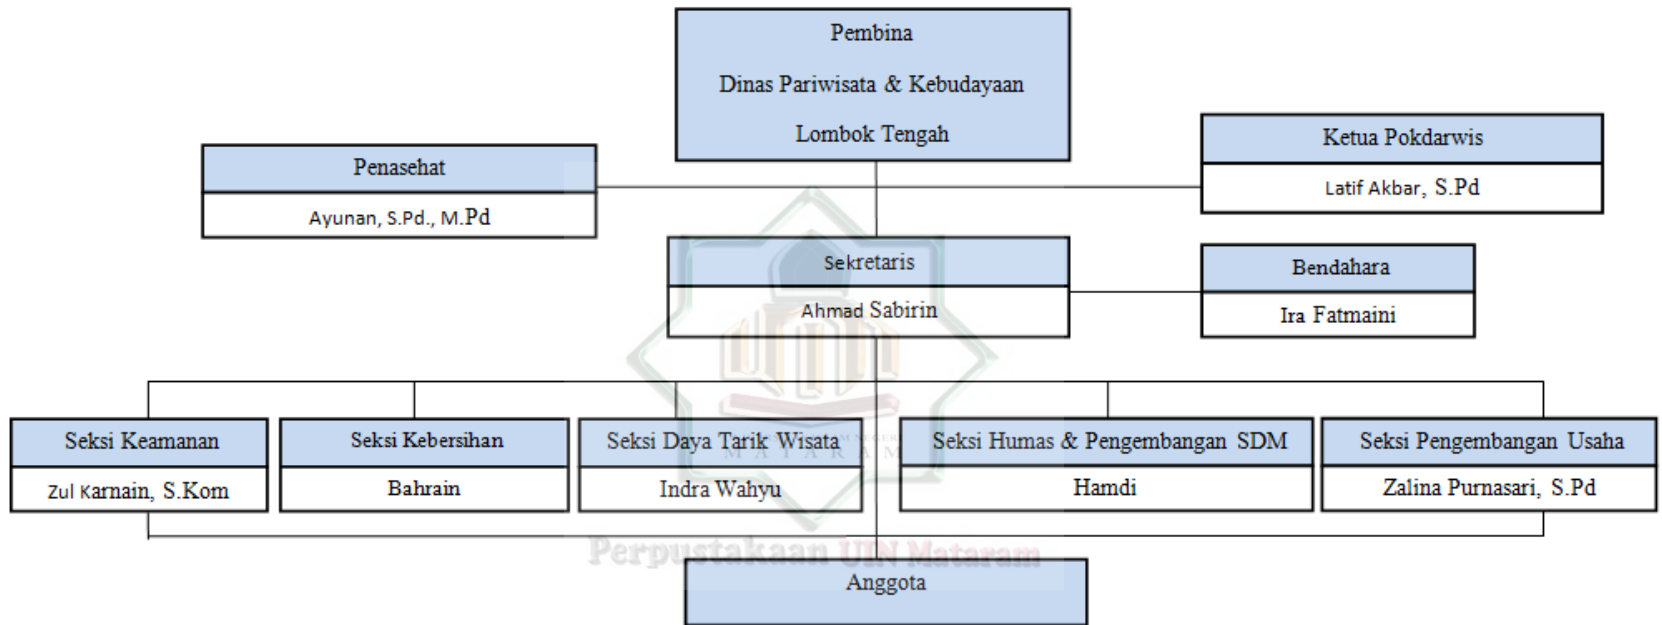 Pembina
Dinas Pariwisata & Kebudayaan
Lombok Tengah
Ketua Pokdarwis
Latif Akbar, S.Pd
Penasehat
Ayunan, S.Pd., M.Pd
Sekretaris
Ahmad Sabirin
Bendahara
Ira Fatmaini
Seksi Keamanan
Zul Karnain, S.Kom
Seksi Kebersihan
Bahrain
Seksi Daya Tarik Wisata
Indra Wahyu
Seksi Humas & Pengembangan SDM
Hamdi
Seksi Pengembangan Usaha
Zalina Purnasari, S.Pd
MATARAM
Perpustakaan UIN Mataram
Anggota